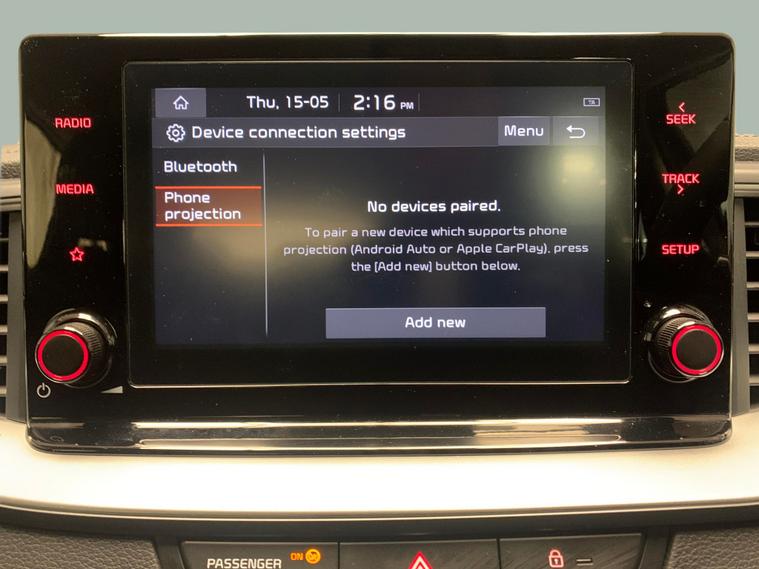 Thu, 15-05 2:16 PM TA
Device connection settings Menu
Bluetooth
Phone
projection
No devices paired.
To pair a new device which supports phone
projection (Android Auto or Apple CarPlay), press
the [Add new] button below.
Add new
RADIO
MEDIA
SEEK
TRACK
SETUP
PASSENGER ON